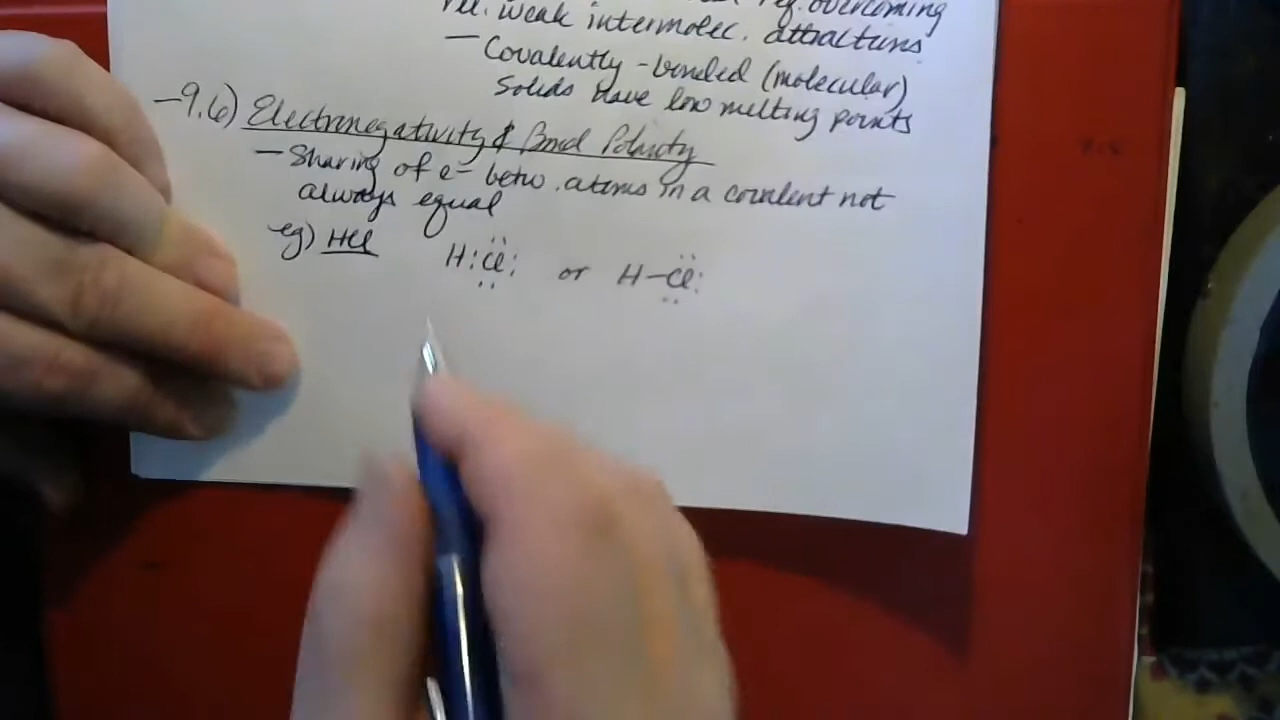 rel. weak intermolec. attractions
overcoming
— Covalently-bonded (molecular)
Solids have low melting points
—9.6) Electronegativity & Bond Polarity
— Sharing of e- betw. atoms in a covalent not
always equal
eg) HCl H:Cl: or H—Cl: